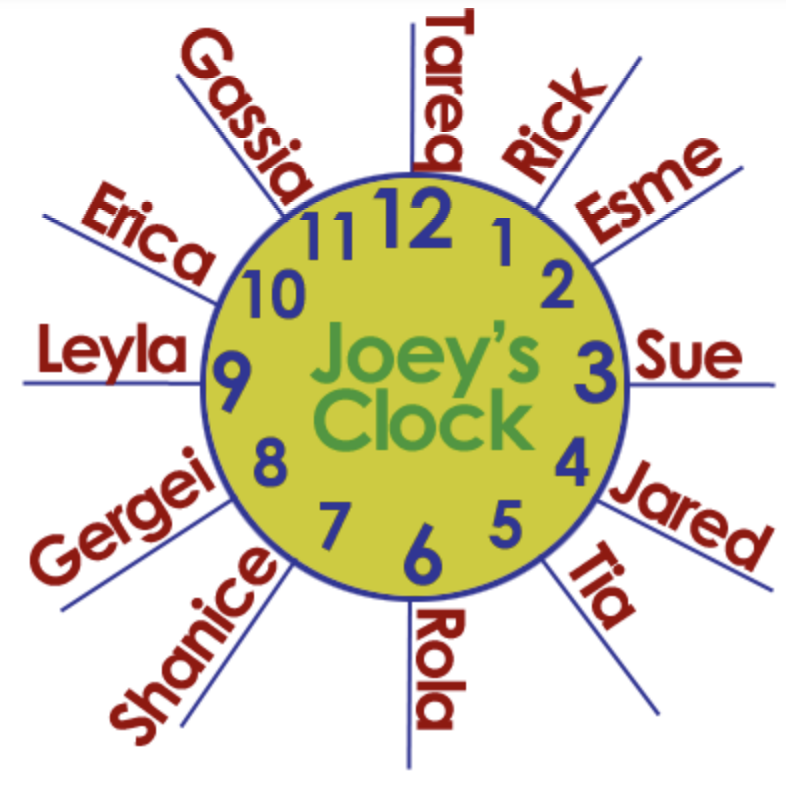 Tareq
Rick
Esme
Sue
Jared
Tia
Rola
Shanice
Gergei
Leyla
Erica
Gassia
12
1
2
3
4
5
6
7
8
9
10
11
Joey's
Clock